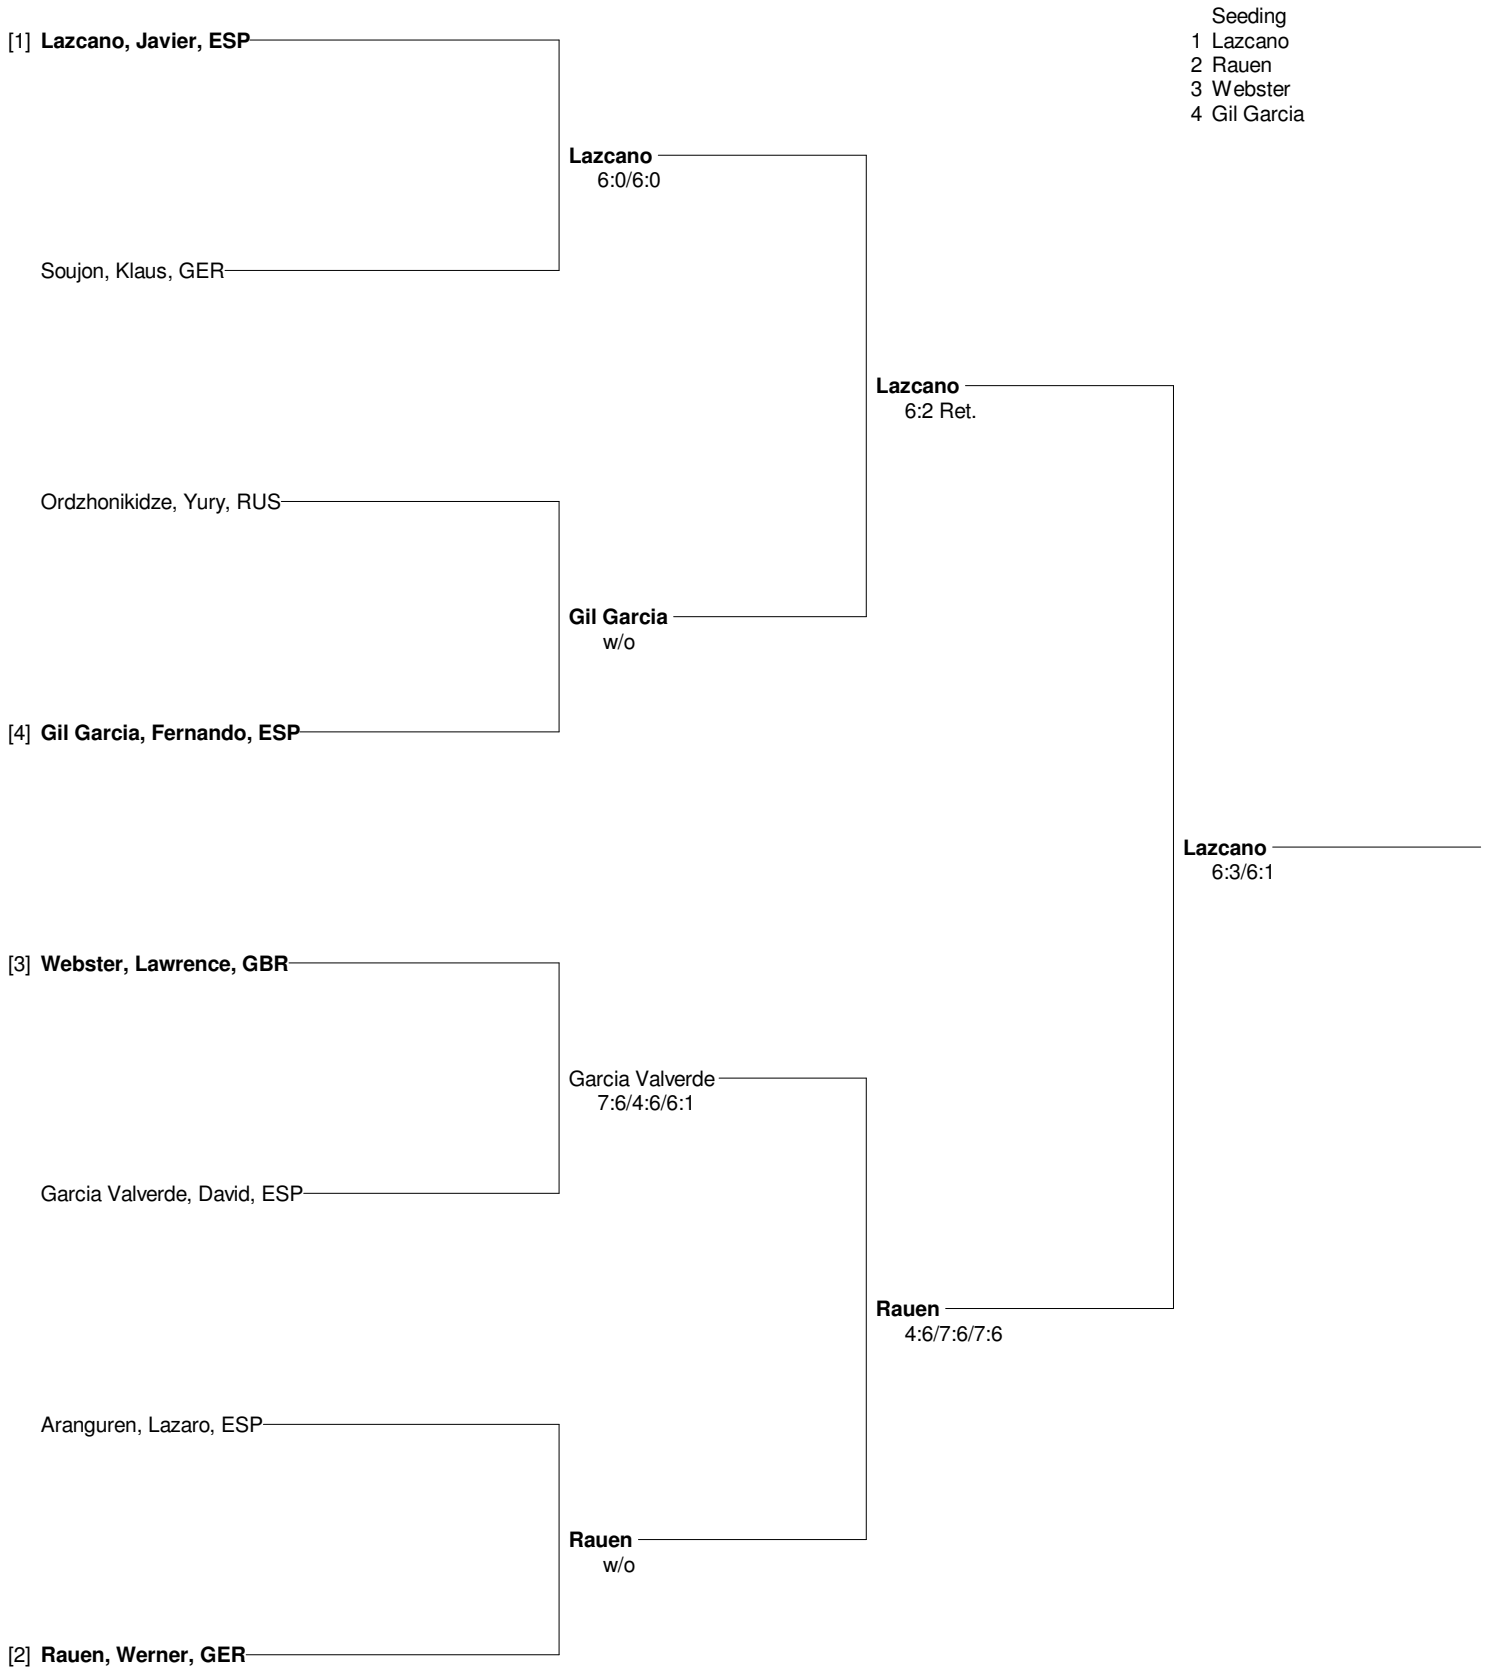 Seeding
1 Lazcano
2 Rauen
3 Webster
4 Gil Garcia
[1] Lazcano, Javier, ESP
Lazcano
6:0/6:0
Soujon, Klaus, GER
Lazcano
6:2 Ret.
Ordzhonikidze, Yury, RUS
Gil Garcia
w/o
[4] Gil Garcia, Fernando, ESP
Lazcano
6:3/6:1
[3] Webster, Lawrence, GBR
Garcia Valverde
7:6/4:6/6:1
Garcia Valverde, David, ESP
Rauen
4:6/7:6/7:6
Aranguren, Lazaro, ESP
Rauen
w/o
[2] Rauen, Werner, GER